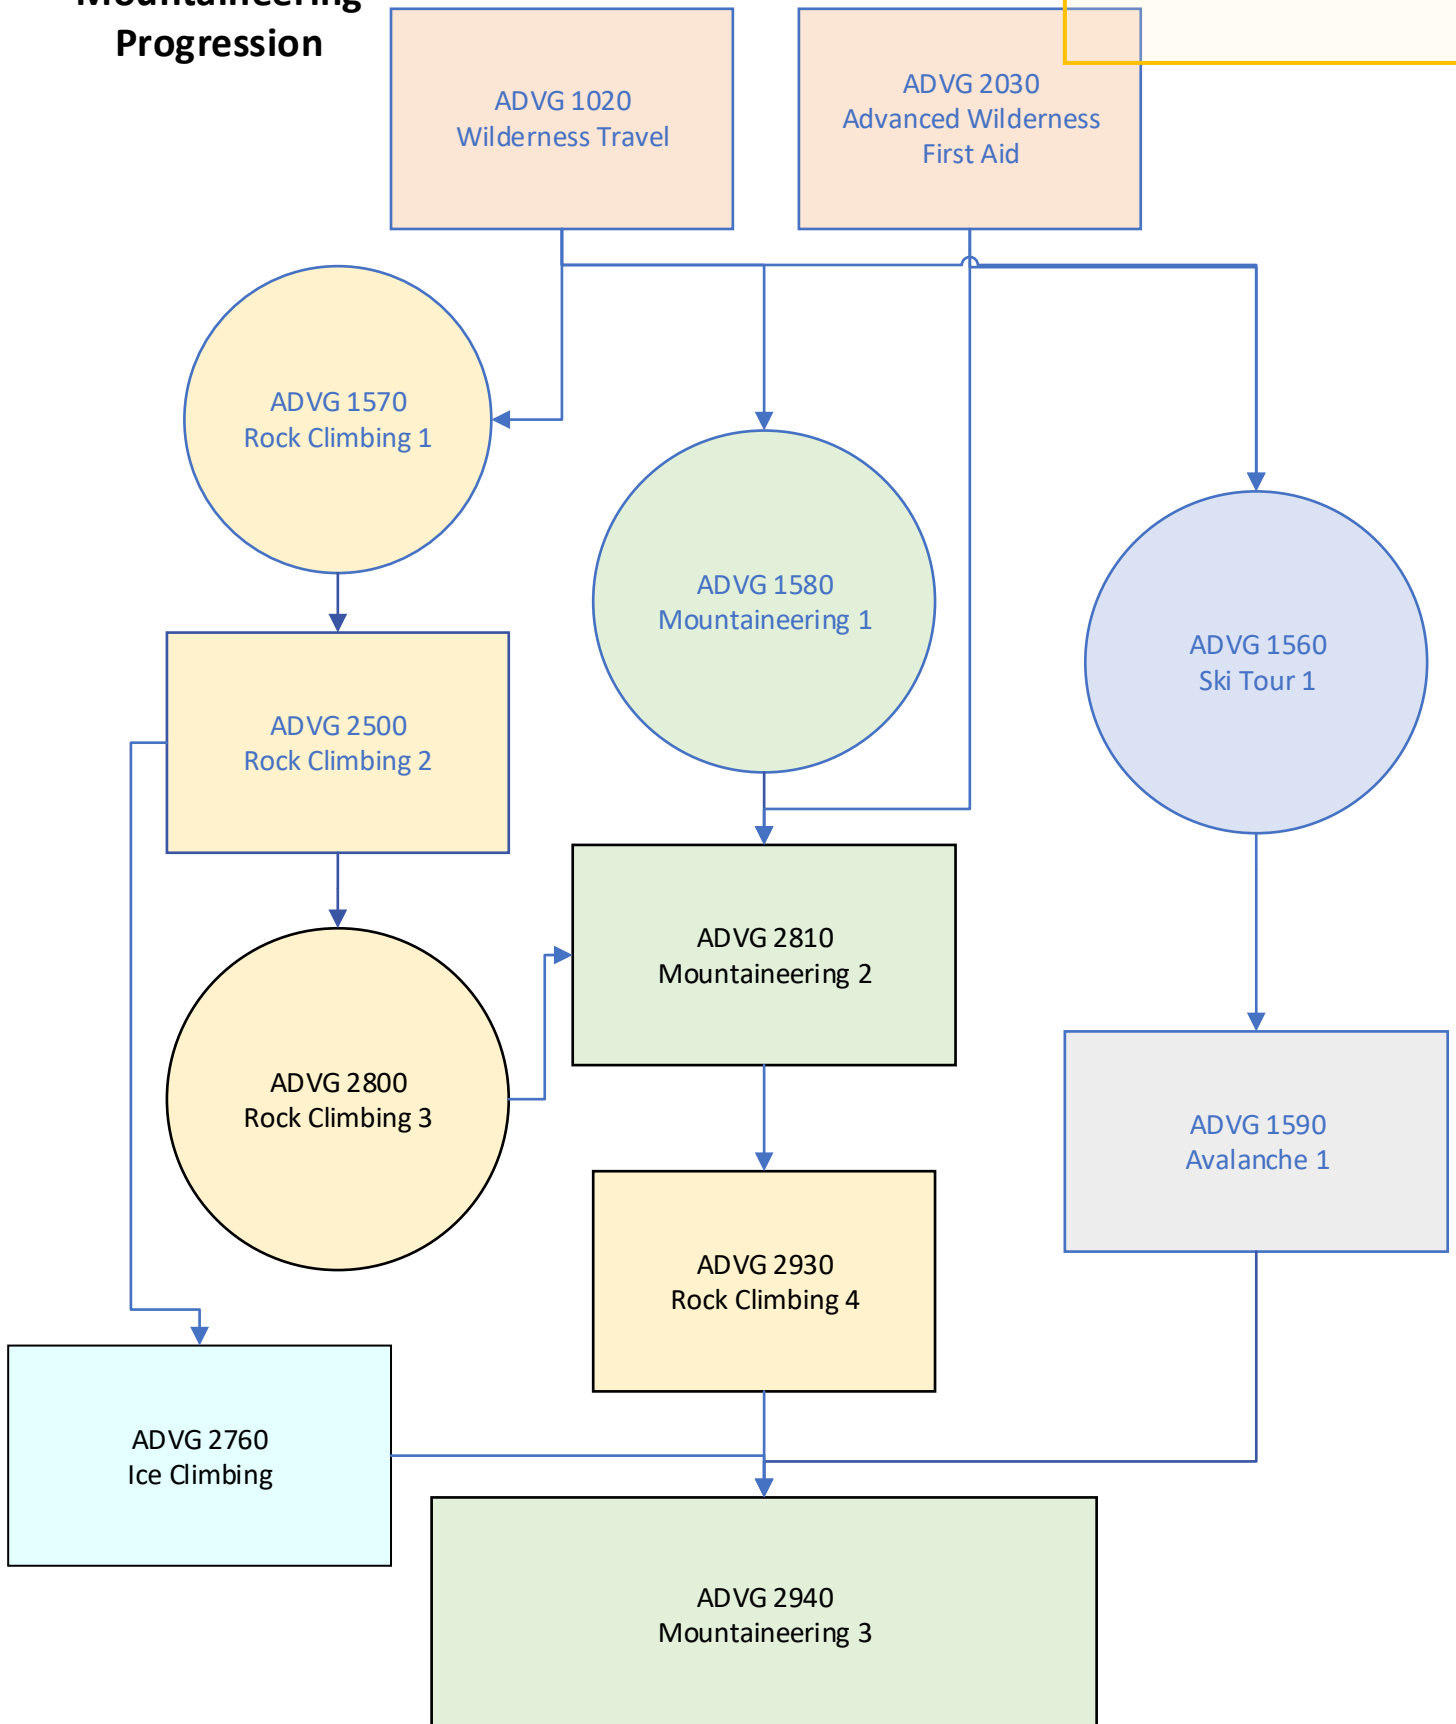 Mountaineering
Progression
ADVG 1020
Wilderness Travel
ADVG 2030
Advanced Wilderness
First Aid
ADVG 1570
Rock Climbing 1
ADVG 1580
Mountaineering 1
ADVG 1560
Ski Tour 1
ADVG 2500
Rock Climbing 2
ADVG 2810
Mountaineering 2
ADVG 2800
Rock Climbing 3
ADVG 1590
Avalanche 1
ADVG 2930
Rock Climbing 4
ADVG 2760
Ice Climbing
ADVG 2940
Mountaineering 3